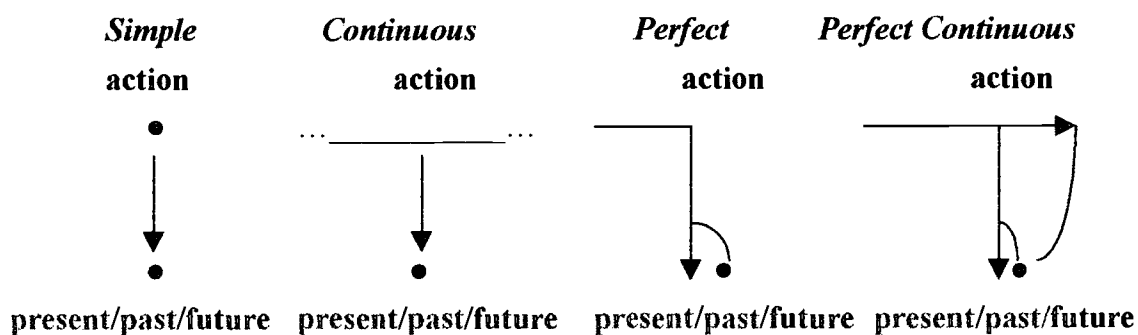 Simple Continuous Perfect Perfect Continuous
action action action action
... ...
present/past/future present/past/future present/past/future present/past/future